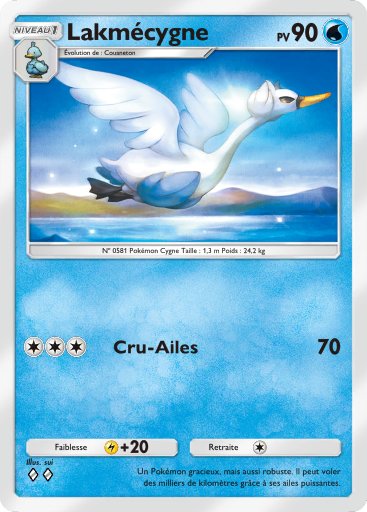 NIVEAU 1
Lakmécygne
PV 90
Évolution de : Couaneton
N° 0581 Pokémon Cygne Taille : 1,3 m Poids : 24,2 kg
Cru-Ailes 70
Faiblesse +20 Retraite
Illus. sui
Un Pokémon gracieux, mais aussi robuste. Il peut voler
des milliers de kilomètres grâce à ses ailes puissantes.